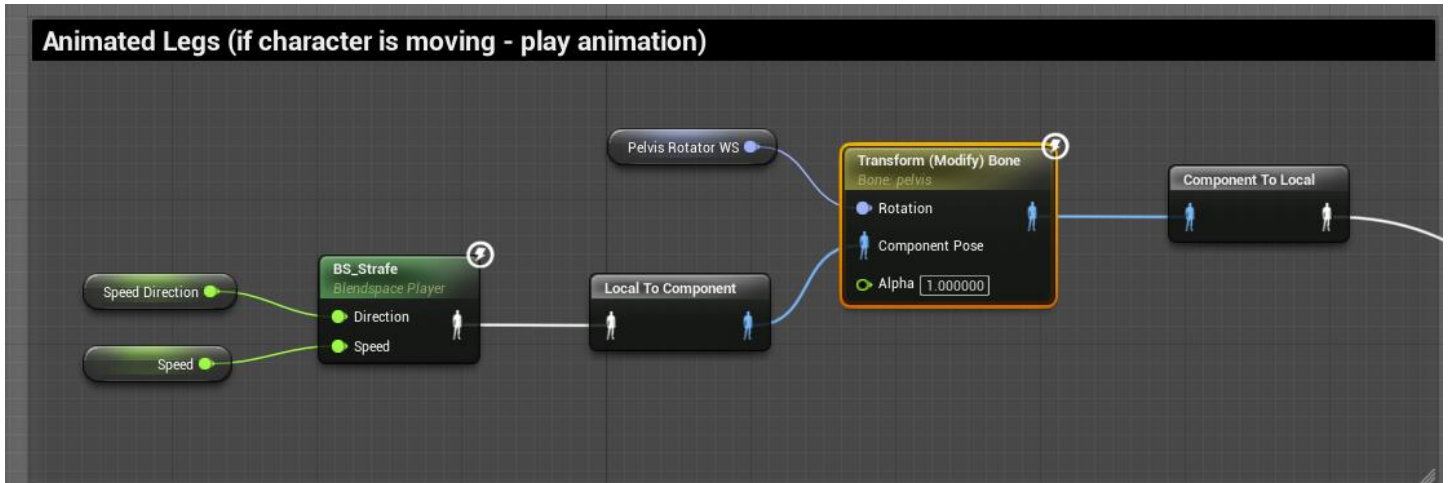 Animated Legs (if character is moving - play animation)
Pelvis Rotator WS
Transform (Modify) Bone
Bone: pelvis
Rotation
Component Pose
Alpha 1.000000
Component To Local
BS_Strafe
Blendspace Player
Direction
Speed
Speed Direction
Speed
Local To Component